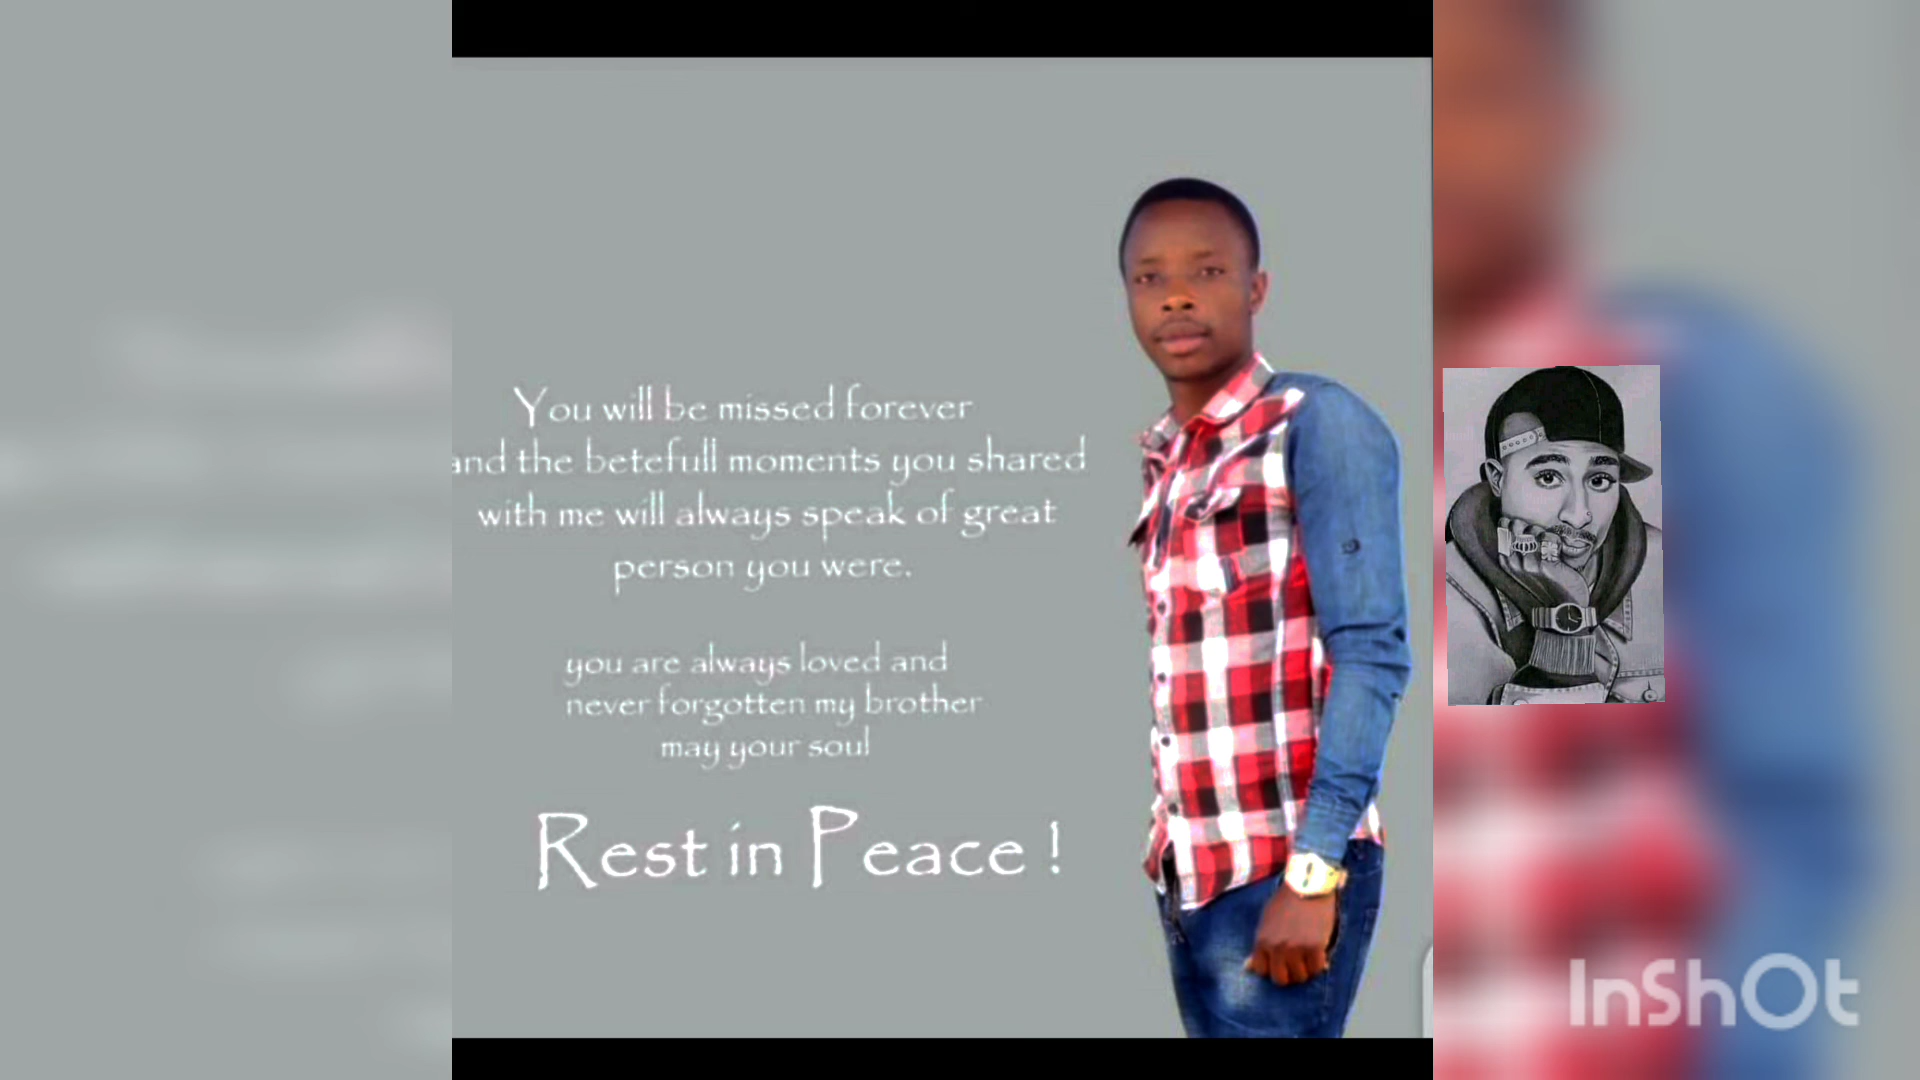 You will be missed forever
and the betefull moments you shared
with me will always speak of great
person you were.
you are always loved and
never forgotten my brother
may your soul
Rest in Peace !
InShOt